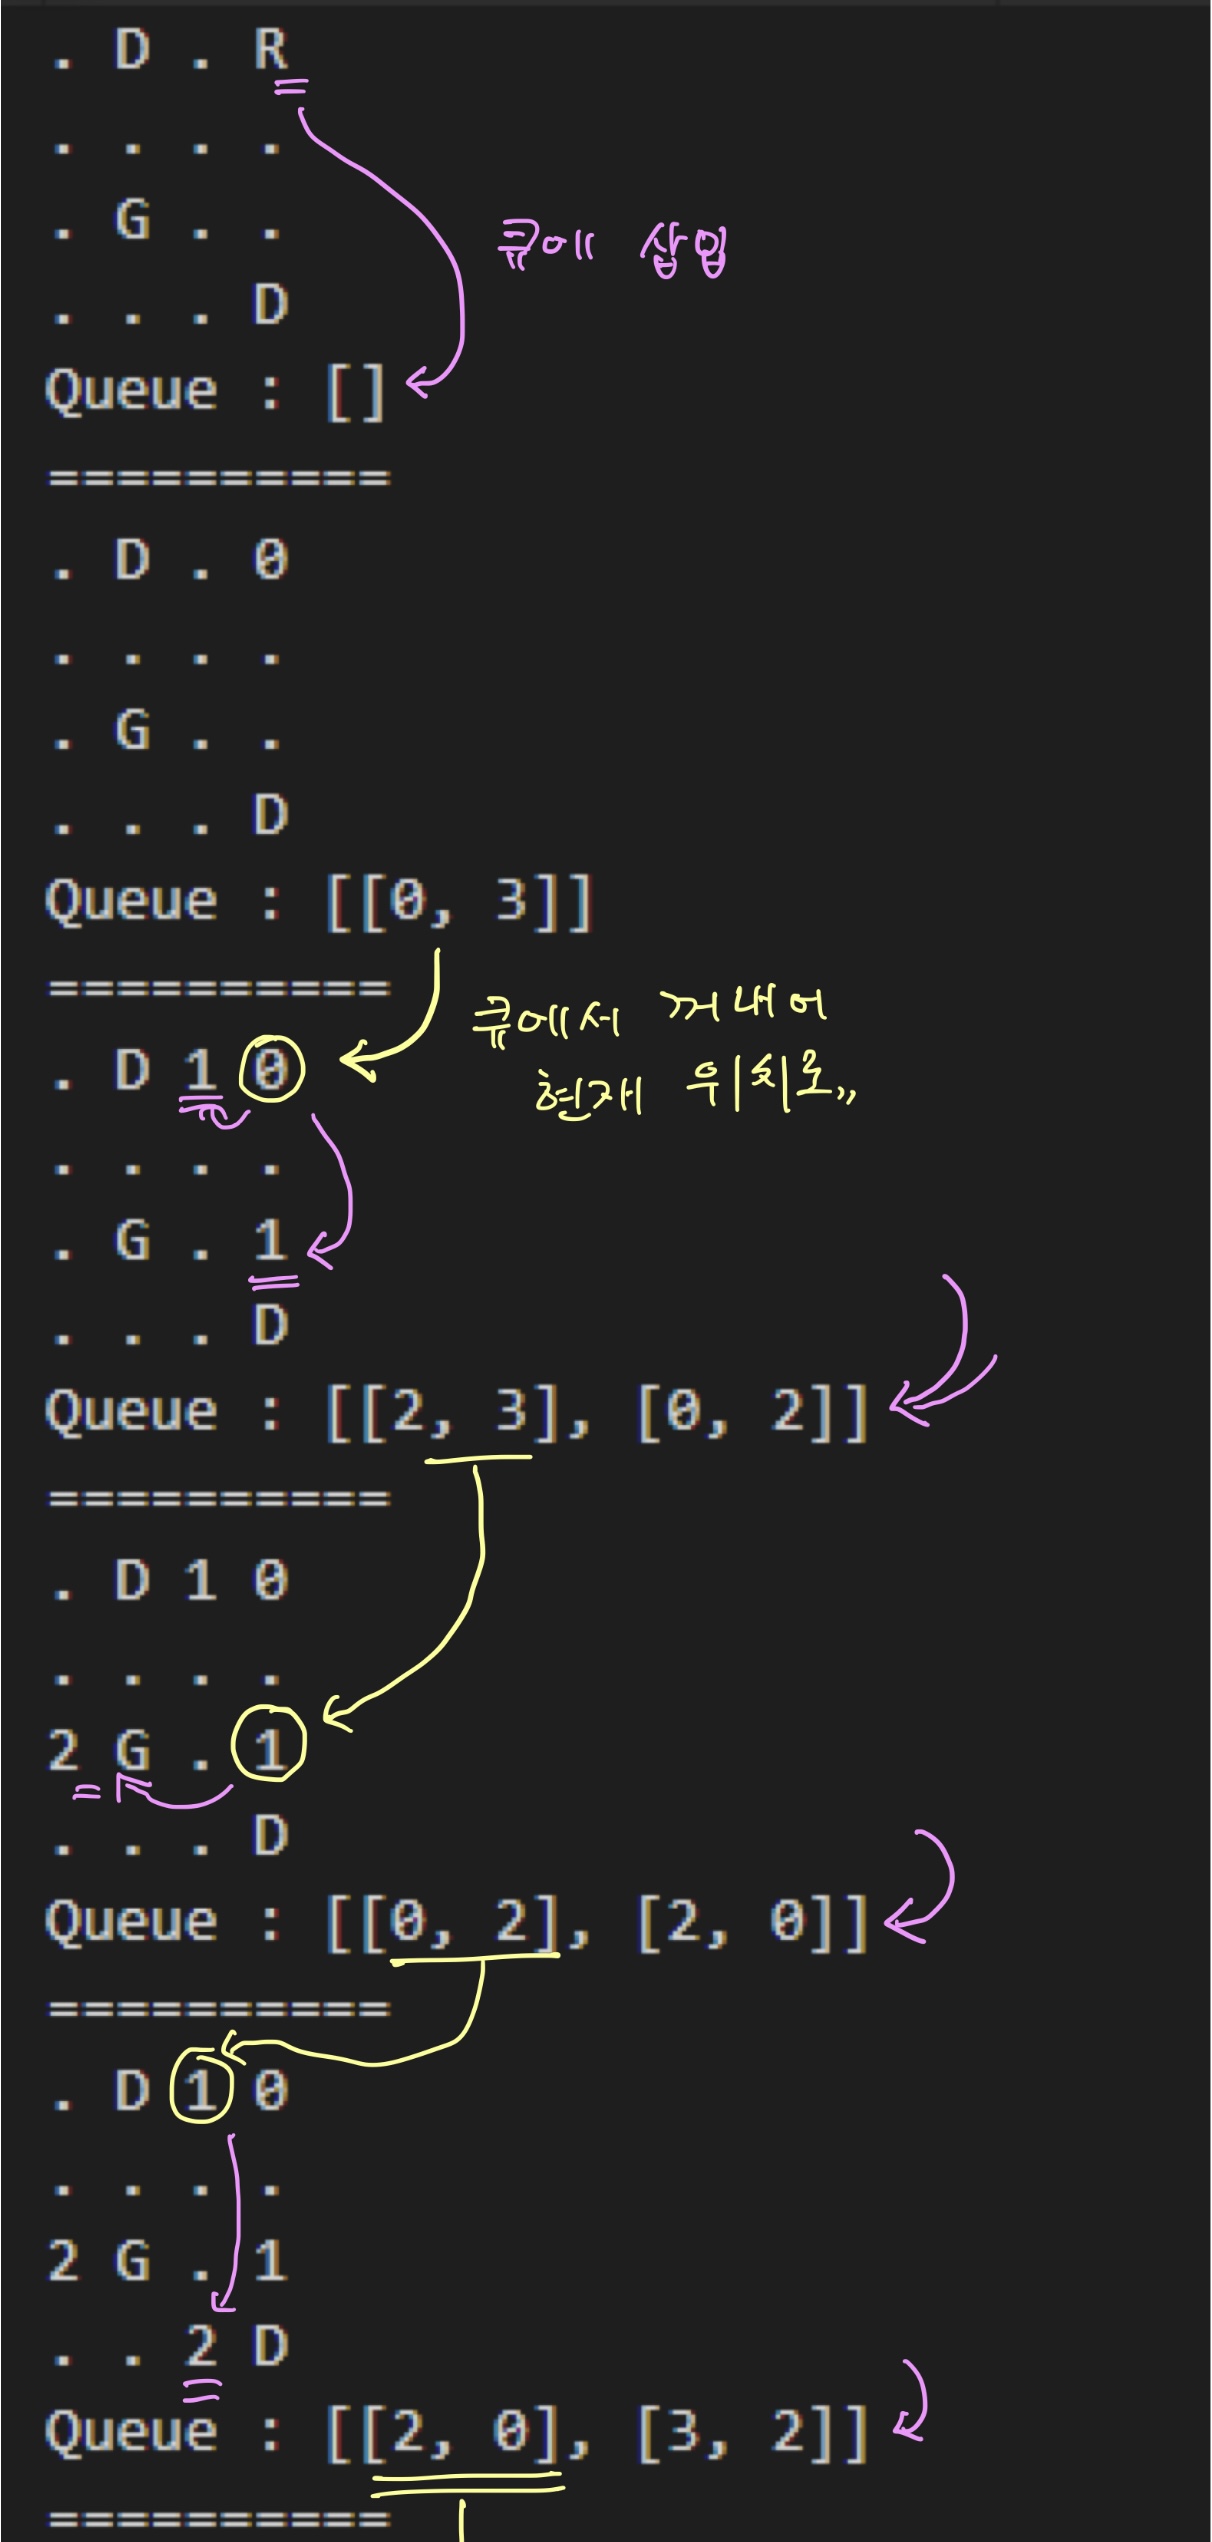 . D . R
. . . .
. G . .
큐에 삽입
. . . D
Queue : []
==========
. D . 0
. . . .
. G . .
. . . D
Queue : [[0, 3]]
==========
큐에서 꺼내어
. D 1 0
현재 위치로,,
. . . .
. G . 1
. . . D
Queue : [[2, 3], [0, 2]]
==========
. D 1 0
. . . .
2 G . 1
. . . D
Queue : [[0, 2], [2, 0]]
==========
. D 1 0
. . . .
2 G . 1
. . 2 D
Queue : [[2, 0], [3, 2]]
==========